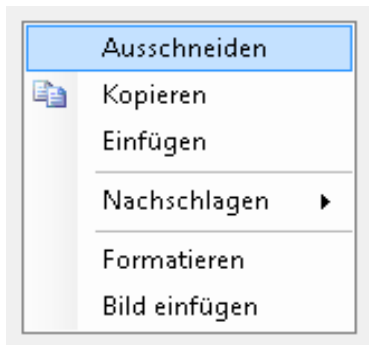 Ausschneiden
Kopieren
Einfügen
Nachschlagen
Formatieren
Bild einfügen